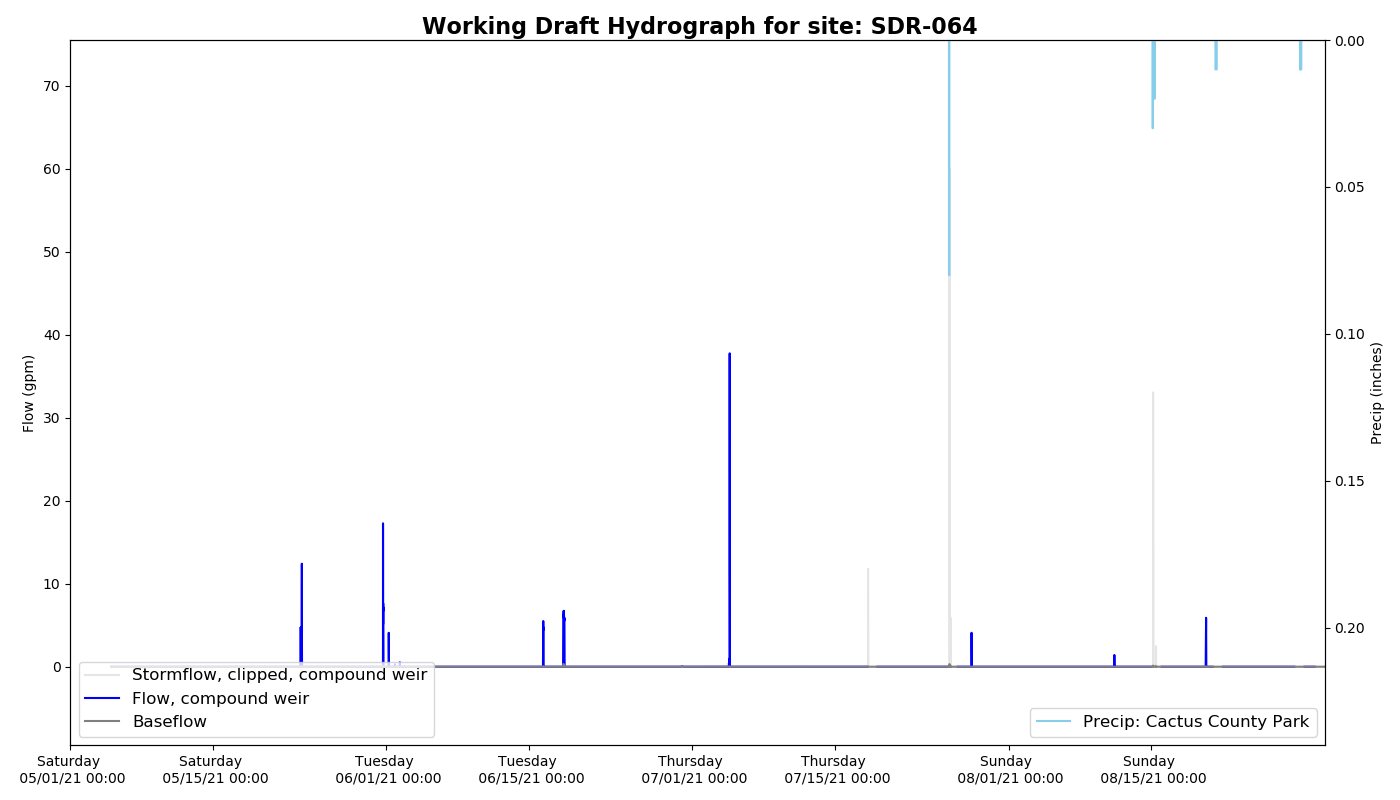 Working Draft Hydrograph for site: SDR-064
70
60
50
40
30
20
10
0
Flow (gpm)
0.00
0.05
0.10
0.15
0.20
Precip (inches)
Stormflow, clipped, compound weir
Flow, compound weir
Baseflow
Precip: Cactus County Park
Saturday
05/01/21 00:00
Saturday
05/15/21 00:00
Tuesday
06/01/21 00:00
Tuesday
06/15/21 00:00
Thursday
07/01/21 00:00
Thursday
07/15/21 00:00
Sunday
08/01/21 00:00
Sunday
08/15/21 00:00